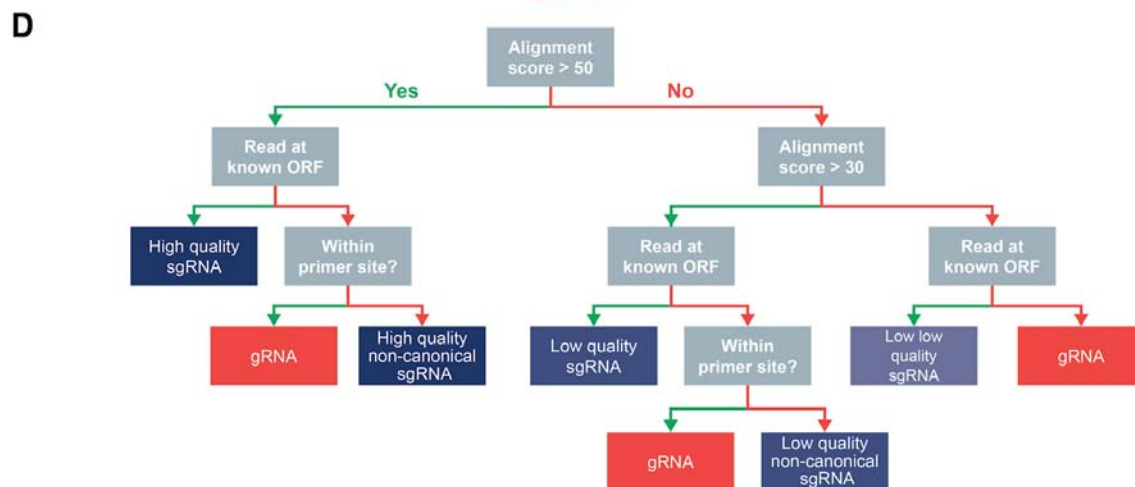 D
Alignment
score > 50
Yes
No
Read at
known ORF
Alignment
score > 30
High quality
sgRNA
Within
primer site?
Read at
known ORF
Read at
known ORF
gRNA
High quality
non-canonical
sgRNA
Low quality
sgRNA
Within
primer site?
Low low
quality
sgRNA
gRNA
gRNA
Low quality
non-canonical
sgRNA